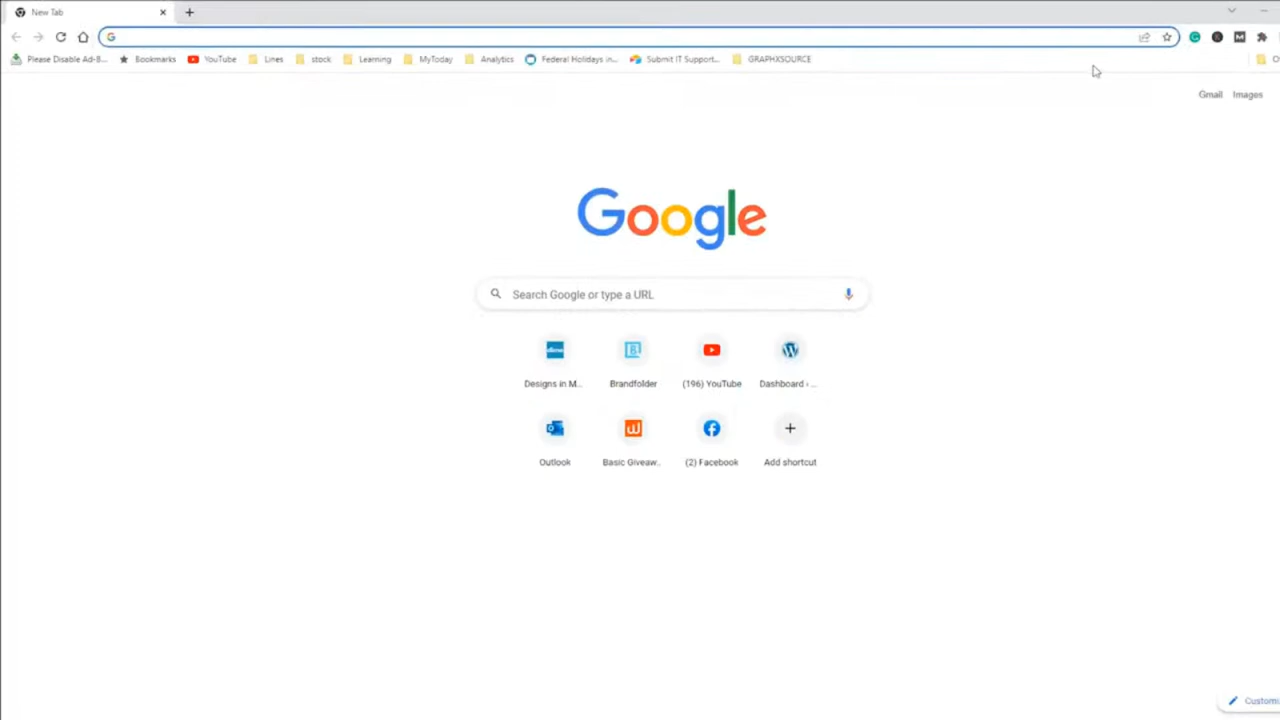 New Tab
Please Disable Ad-B... Bookmarks YouTube Lines stock Learning MyToday Analytics Federal Holidays in... Submit IT Support... GRAPHXSOURCE
Gmail Images
Google
Search Google or type a URL
Designs in M... Brandfolder (196) YouTube Dashboard ‹ ...
Outlook Basic Giveaw... (2) Facebook Add shortcut
Customi